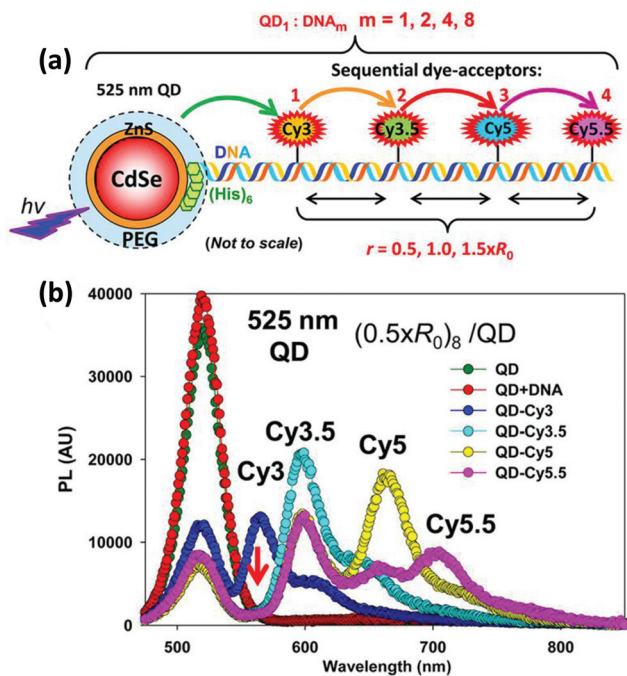 QD₁ : DNAₘ m = 1, 2, 4, 8
(a)
Sequential dye-acceptors:
525 nm QD
1 2 3 4
ZnS
Cy3 Cy3.5 Cy5 Cy5.5
DNA
CdSe
(His)₆
hv
PEG
(Not to scale)
r = 0.5, 1.0, 1.5xR₀
(b)
40000
525 nm
QD
(0.5xR₀)₈ /QD
QD
QD+DNA
QD-Cy3
QD-Cy3.5
QD-Cy5
QD-Cy5.5
30000
PL (AU)
20000
Cy3.5
Cy5
Cy3
Cy5.5
10000
0
500 600 700 800
Wavelength (nm)